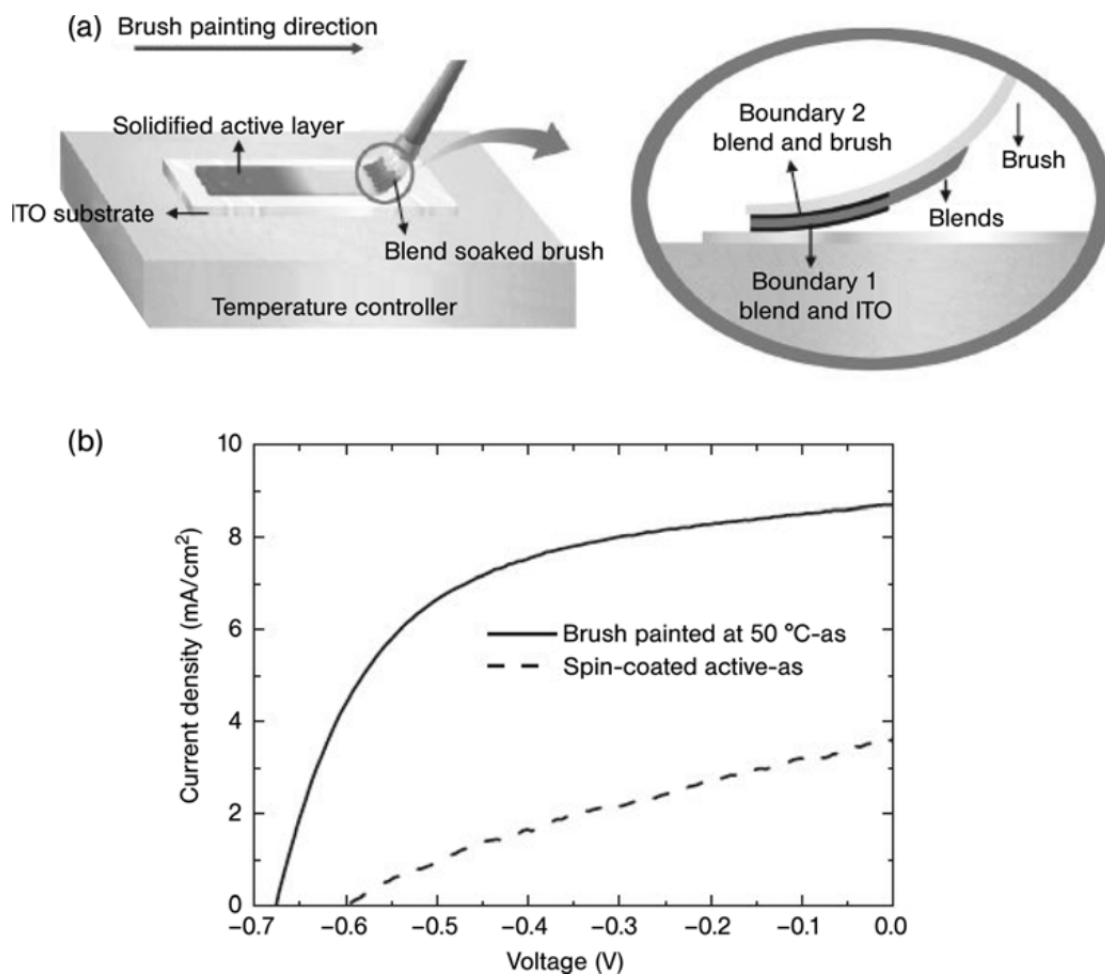 (a)
Brush painting direction
Solidified active layer
ITO substrate
Blend soaked brush
Temperature controller
Boundary 2
blend and brush
Brush
Blends
Boundary 1
blend and ITO
(b)
10
8
6
4
2
0
Current density (mA/cm²)
Brush painted at 50 °C-as
Spin-coated active-as
−0.7 −0.6 −0.5 −0.4 −0.3 −0.2 −0.1 0.0
Voltage (V)